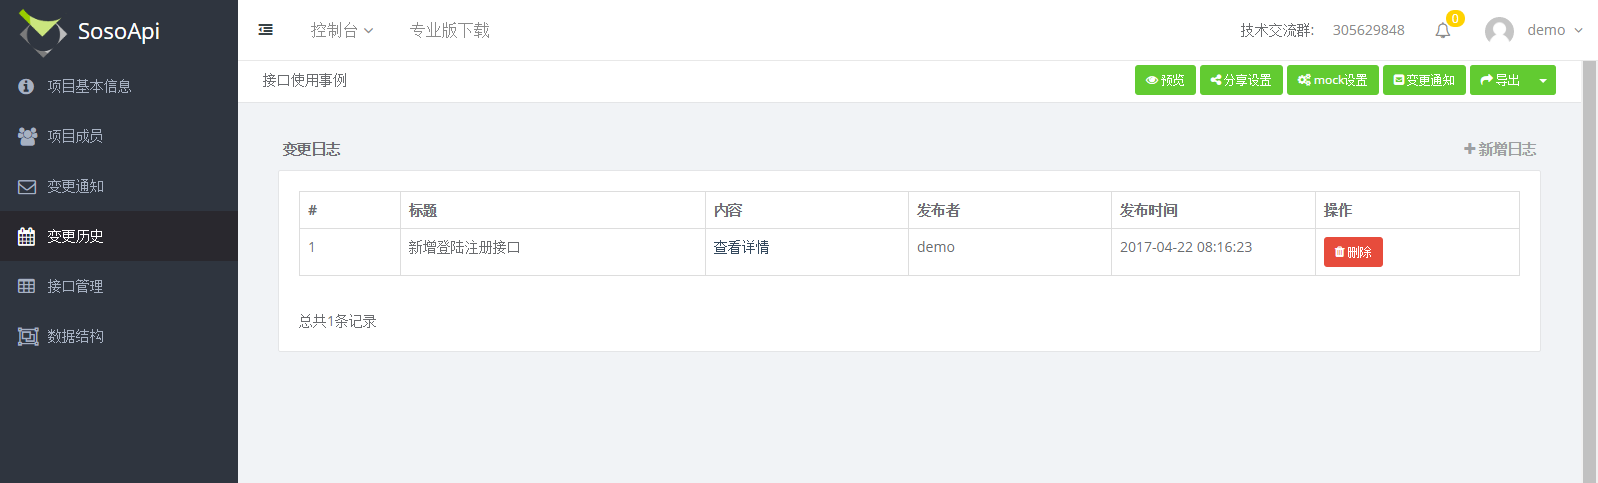 SosoApi
控制台 专业版下载 技术交流群: 305629848 0 demo
项目基本信息
项目成员
变更通知
变更历史
接口管理
数据结构
接口使用事例 预览 分享设置 mock设置 变更通知 导出
变更日志 新增日志
# 标题 内容 发布者 发布时间 操作
1 新增登陆注册接口 查看详情 demo 2017-04-22 08:16:23 删除
总共1条记录